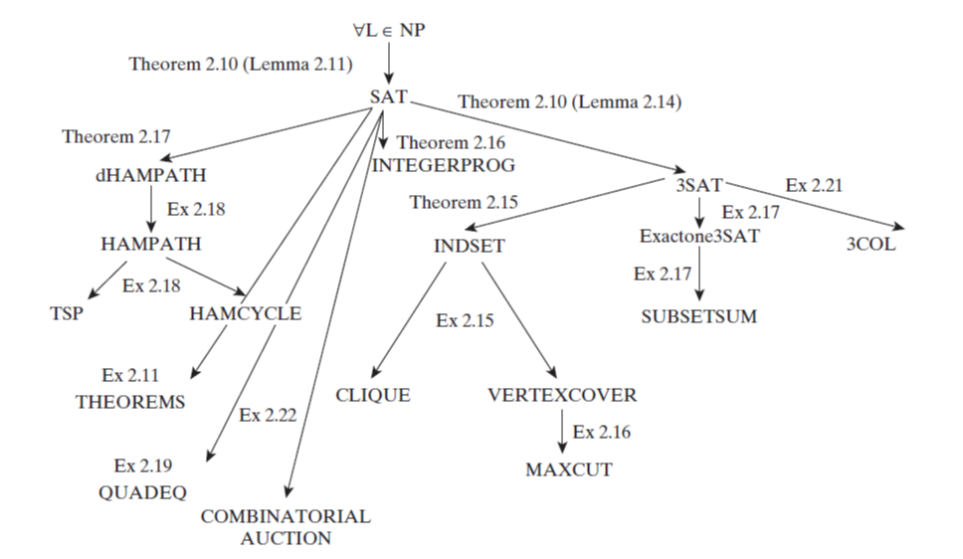 ∀L ∈ NP
Theorem 2.10 (Lemma 2.11)
SAT
Theorem 2.10 (Lemma 2.14)
Theorem 2.17
Theorem 2.16
dHAMPATH
INTEGERPROG
3SAT
Ex 2.21
Ex 2.18
Theorem 2.15
Ex 2.17
HAMPATH
INDSET
Exactone3SAT
3COL
Ex 2.18
Ex 2.17
TSP
HAMCYCLE
Ex 2.15
SUBSETSUM
Ex 2.11
THEOREMS
CLIQUE
VERTEXCOVER
Ex 2.22
Ex 2.16
Ex 2.19
QUADEQ
MAXCUT
COMBINATORIAL
AUCTION